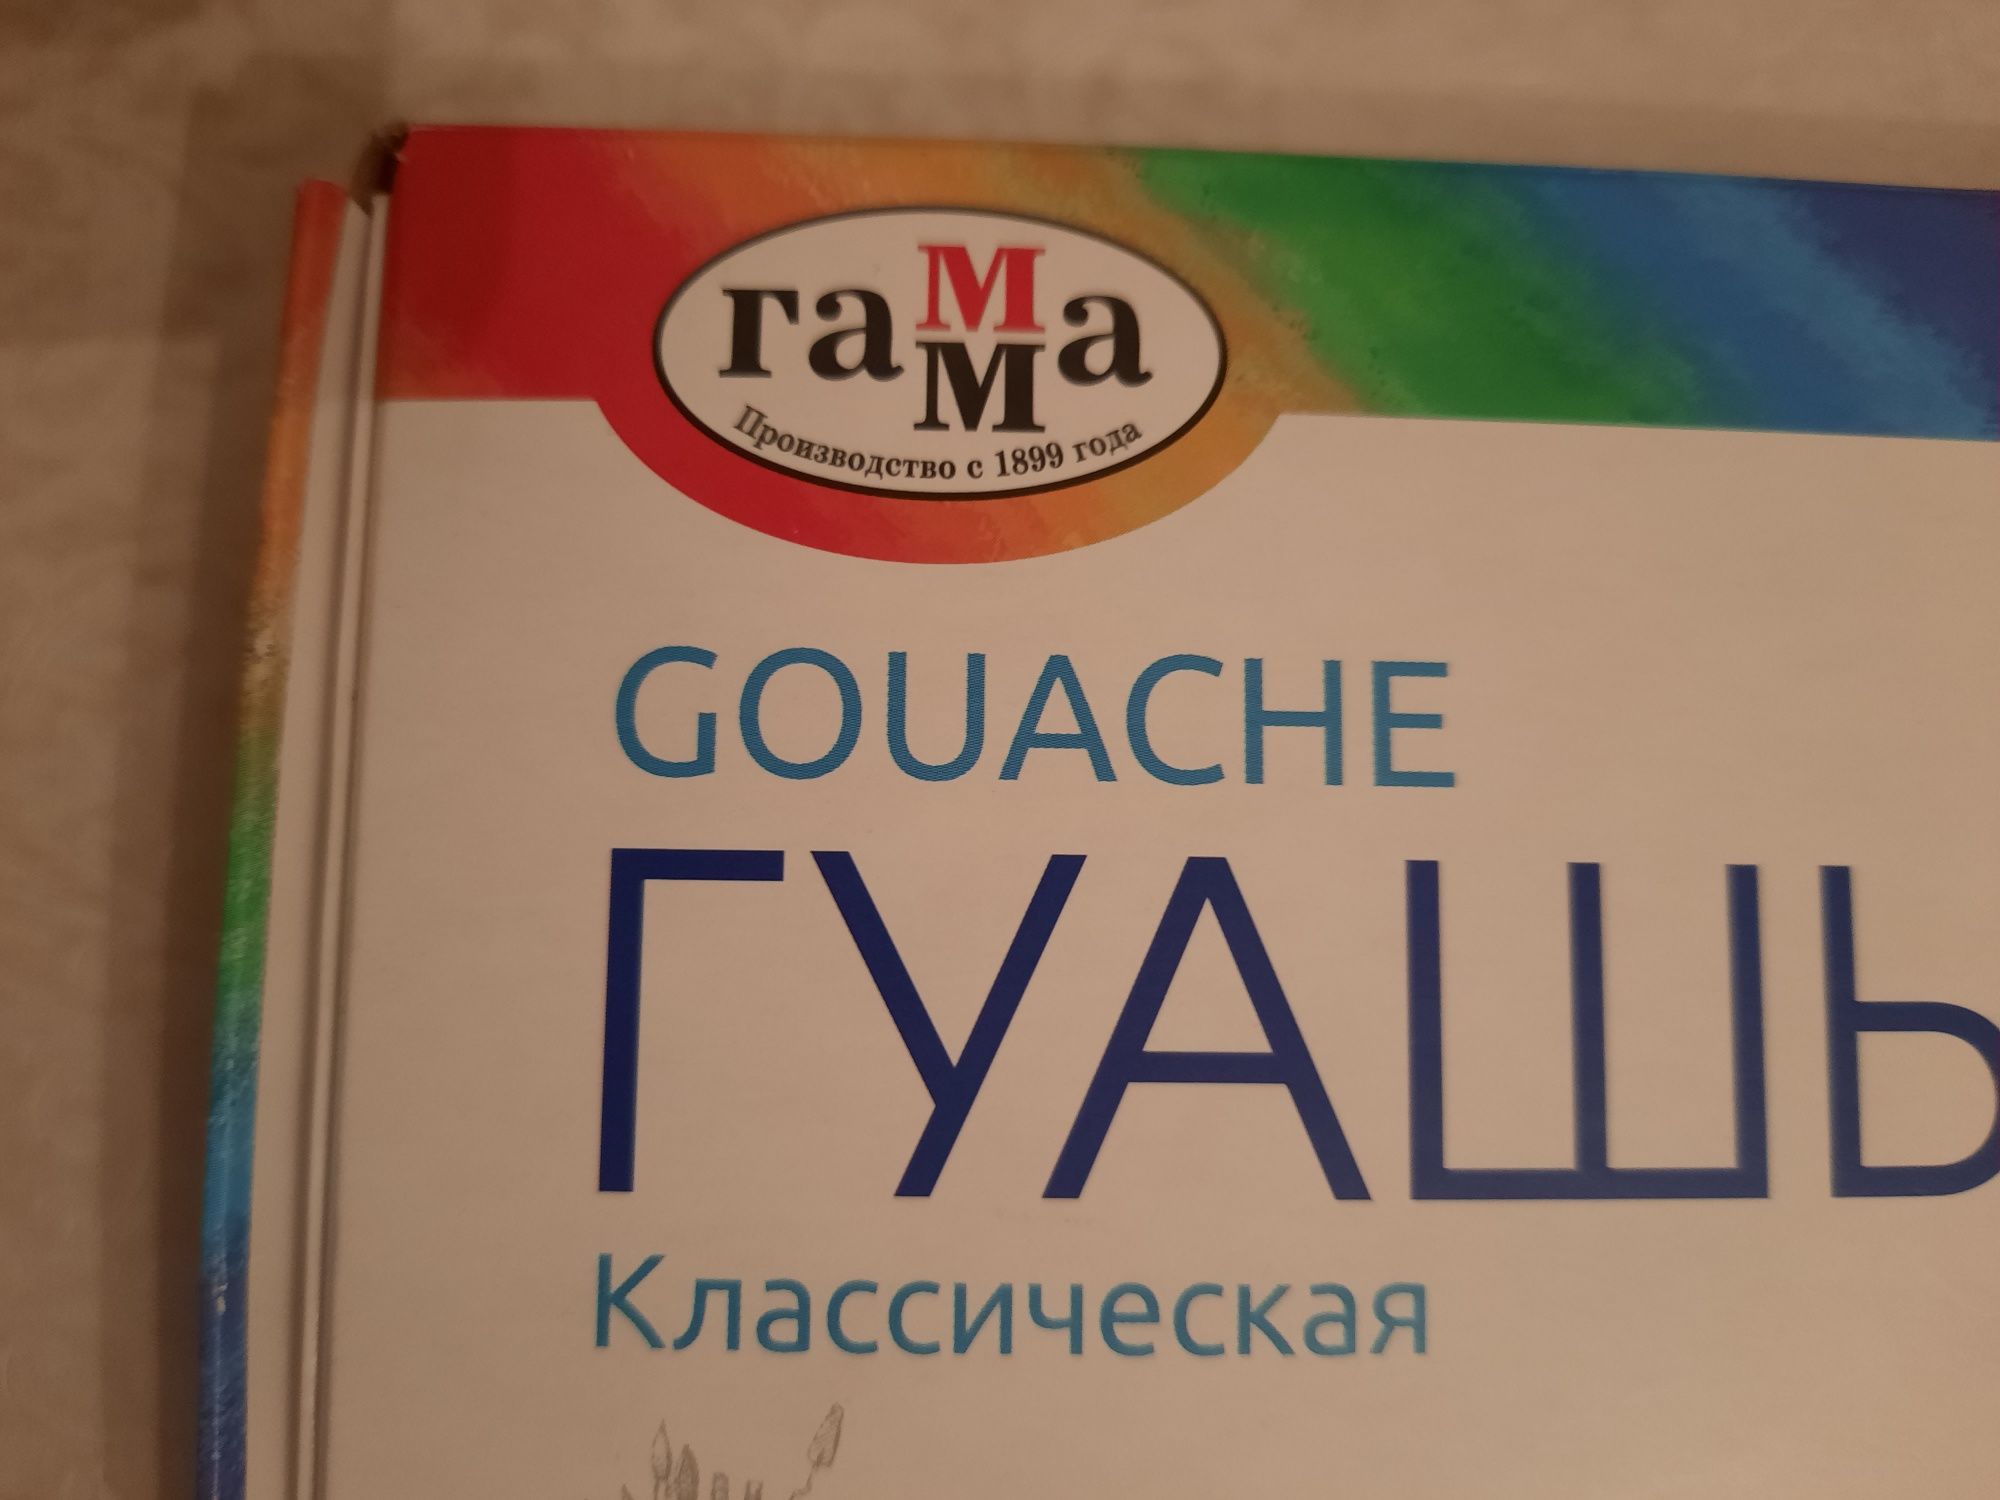 гамма
Производство с 1899 года
GOUACHE
ГУАШЬ
Классическая